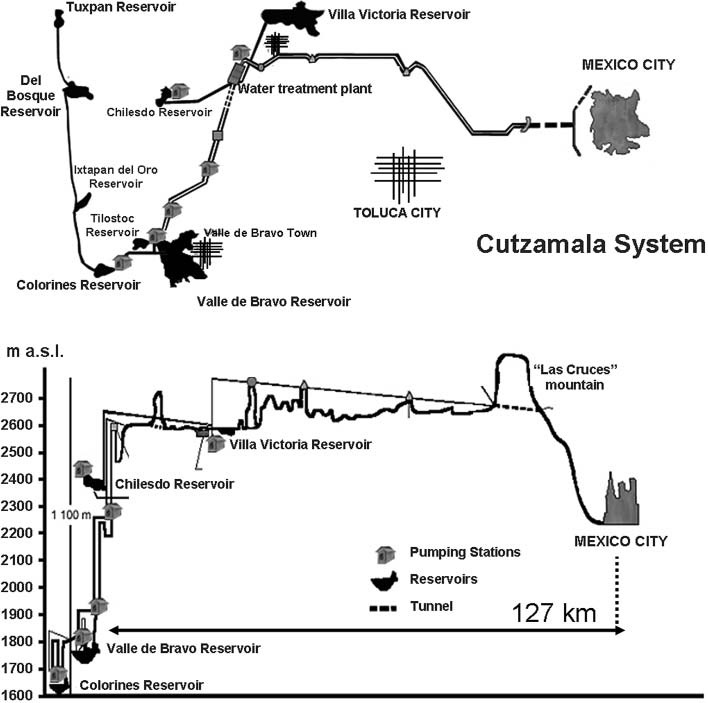 Tuxpan Reservoir
Villa Victoria Reservoir
Del
Bosque
Reservoir
MEXICO CITY
Water treatment plant
Chilesdo Reservoir
Ixtapan del Oro
Reservoir
TOLUCA CITY
Tilostoc
Reservoir
Valle de Bravo Town
Cutzamala System
Colorines Reservoir
Valle de Bravo Reservoir
m a.s.l.
"Las Cruces"
mountain
2700
2600
Villa Victoria Reservoir
2500
Chilesdo Reservoir
2400
2300
1 100 m
2200
MEXICO CITY
2100
Pumping Stations
2000
Reservoirs
1900
Tunnel
127 km
1800
Valle de Bravo Reservoir
1700
Colorines Reservoir
1600